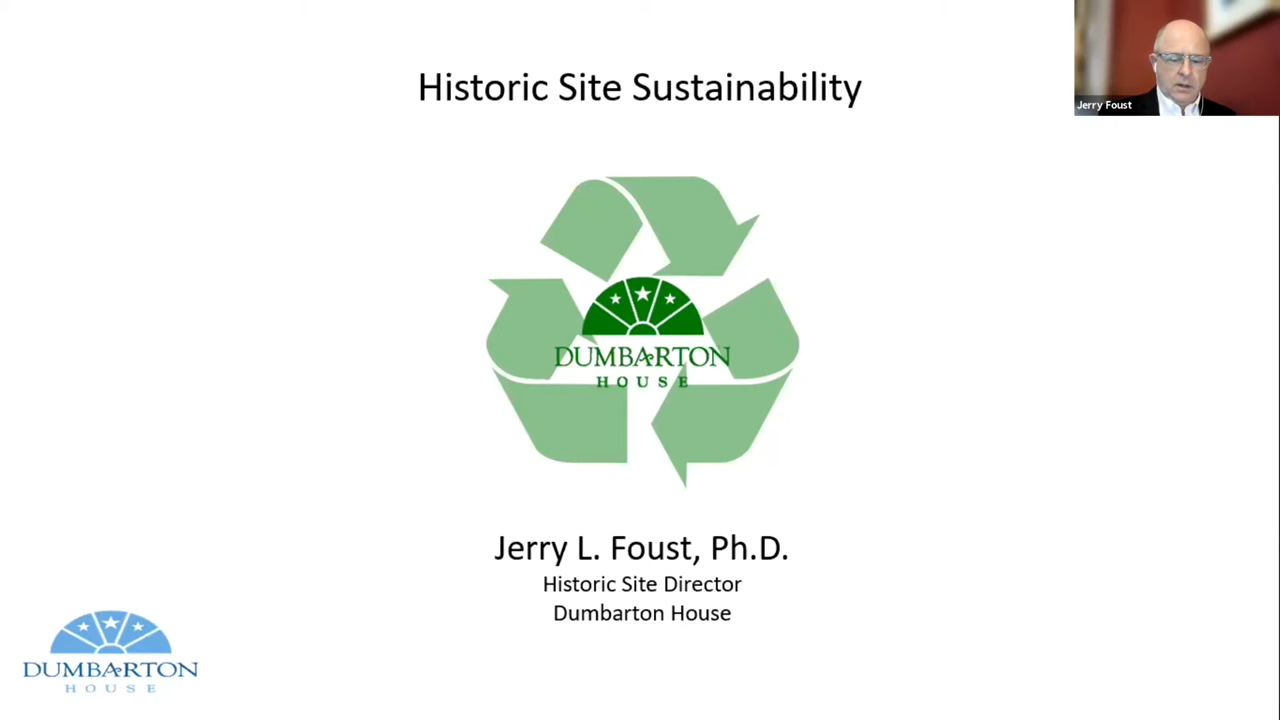 Historic Site Sustainability
Jerry Foust
DUMBARTON
HOUSE
Jerry L. Foust, Ph.D.
Historic Site Director
Dumbarton House
DUMBARTON
HOUSE